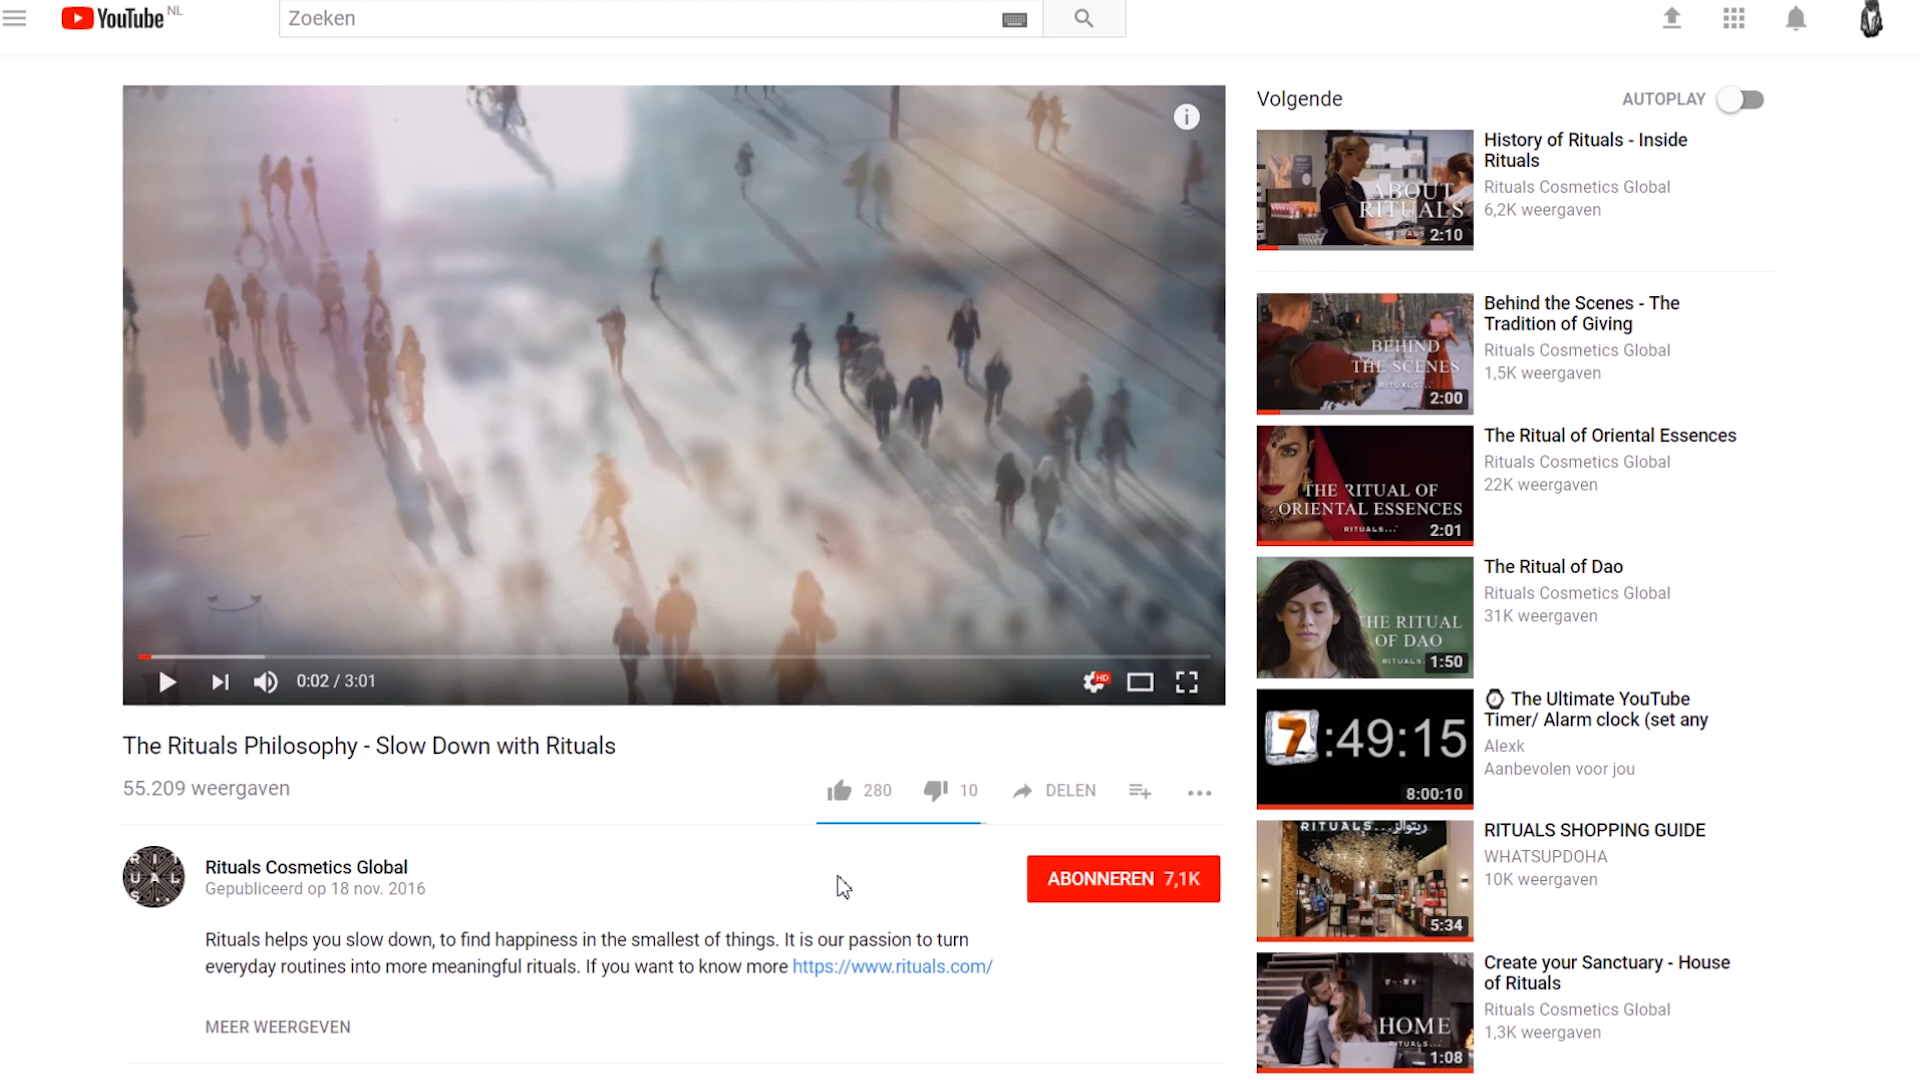 YouTube NL
Zoeken
0:02 / 3:01
HD
The Rituals Philosophy - Slow Down with Rituals
55.209 weergaven
280
10
DELEN
Rituals Cosmetics Global
Gepubliceerd op 18 nov. 2016
ABONNEREN 7,1K
RITUALS...
Rituals helps you slow down, to find happiness in the smallest of things. It is our passion to turn
everyday routines into more meaningful rituals. If you want to know more https://www.rituals.com/
MEER WEERGEVEN
Volgende
AUTOPLAY
ABOUT
RITUALS
2:10
History of Rituals - Inside
Rituals
Rituals Cosmetics Global
6,2K weergaven
BEHIND
THE SCENES
RITUALS...
2:00
Behind the Scenes - The
Tradition of Giving
Rituals Cosmetics Global
1,5K weergaven
THE RITUAL OF
ORIENTAL ESSENCES
RITUALS...
2:01
The Ritual of Oriental Essences
Rituals Cosmetics Global
22K weergaven
THE RITUAL
OF DAO
RITUALS...
1:50
The Ritual of Dao
Rituals Cosmetics Global
31K weergaven
7:49:15
8:00:10
The Ultimate YouTube
Timer/ Alarm clock (set any
Alexk
Aanbevolen voor jou
RITUALS... ريتوالز
5:34
RITUALS SHOPPING GUIDE
WHATSUPDOHA
10K weergaven
HOME
RITUALS...
1:08
Create your Sanctuary - House
of Rituals
Rituals Cosmetics Global
1,3K weergaven